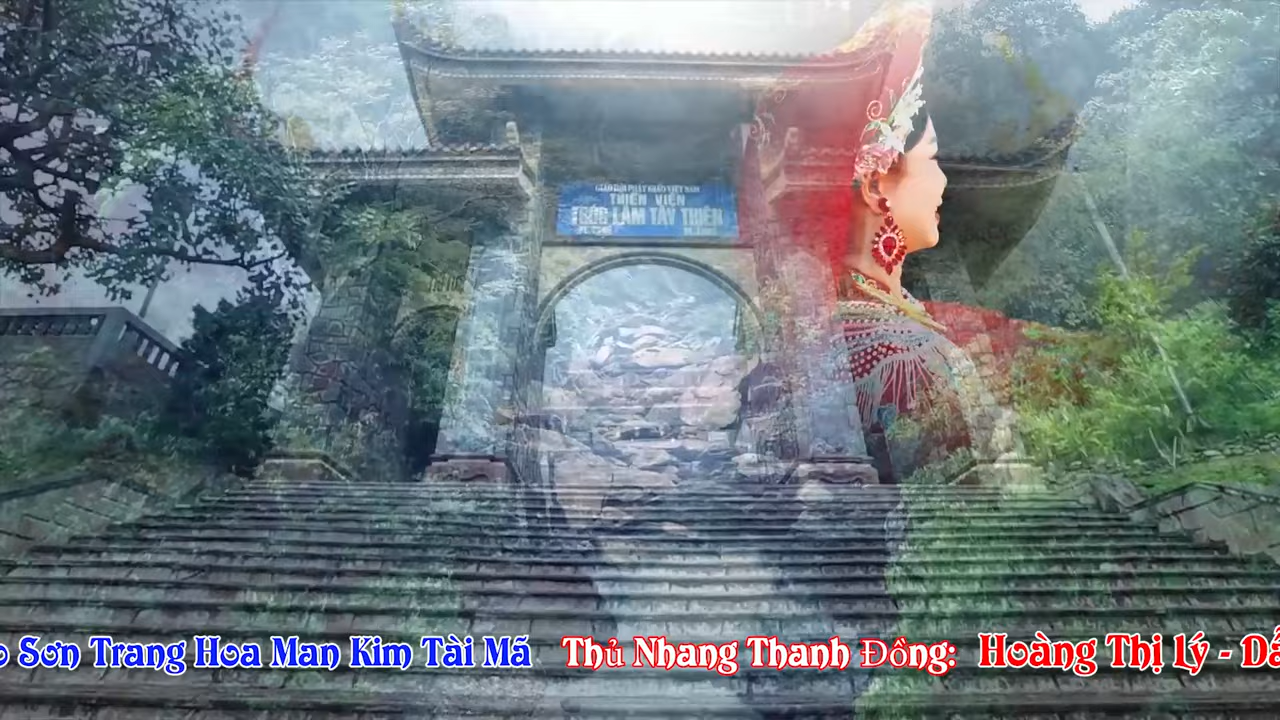 GIÁO HỘI PHẬT GIÁO VIỆT NAM
THIỀN VIỆN
TRÚC LÂM TÂY THIÊN
Sơn Trang Hoa Man Kim Tài Mã Thủ Nhang Thanh Đồng: Hoàng Thị Lý -